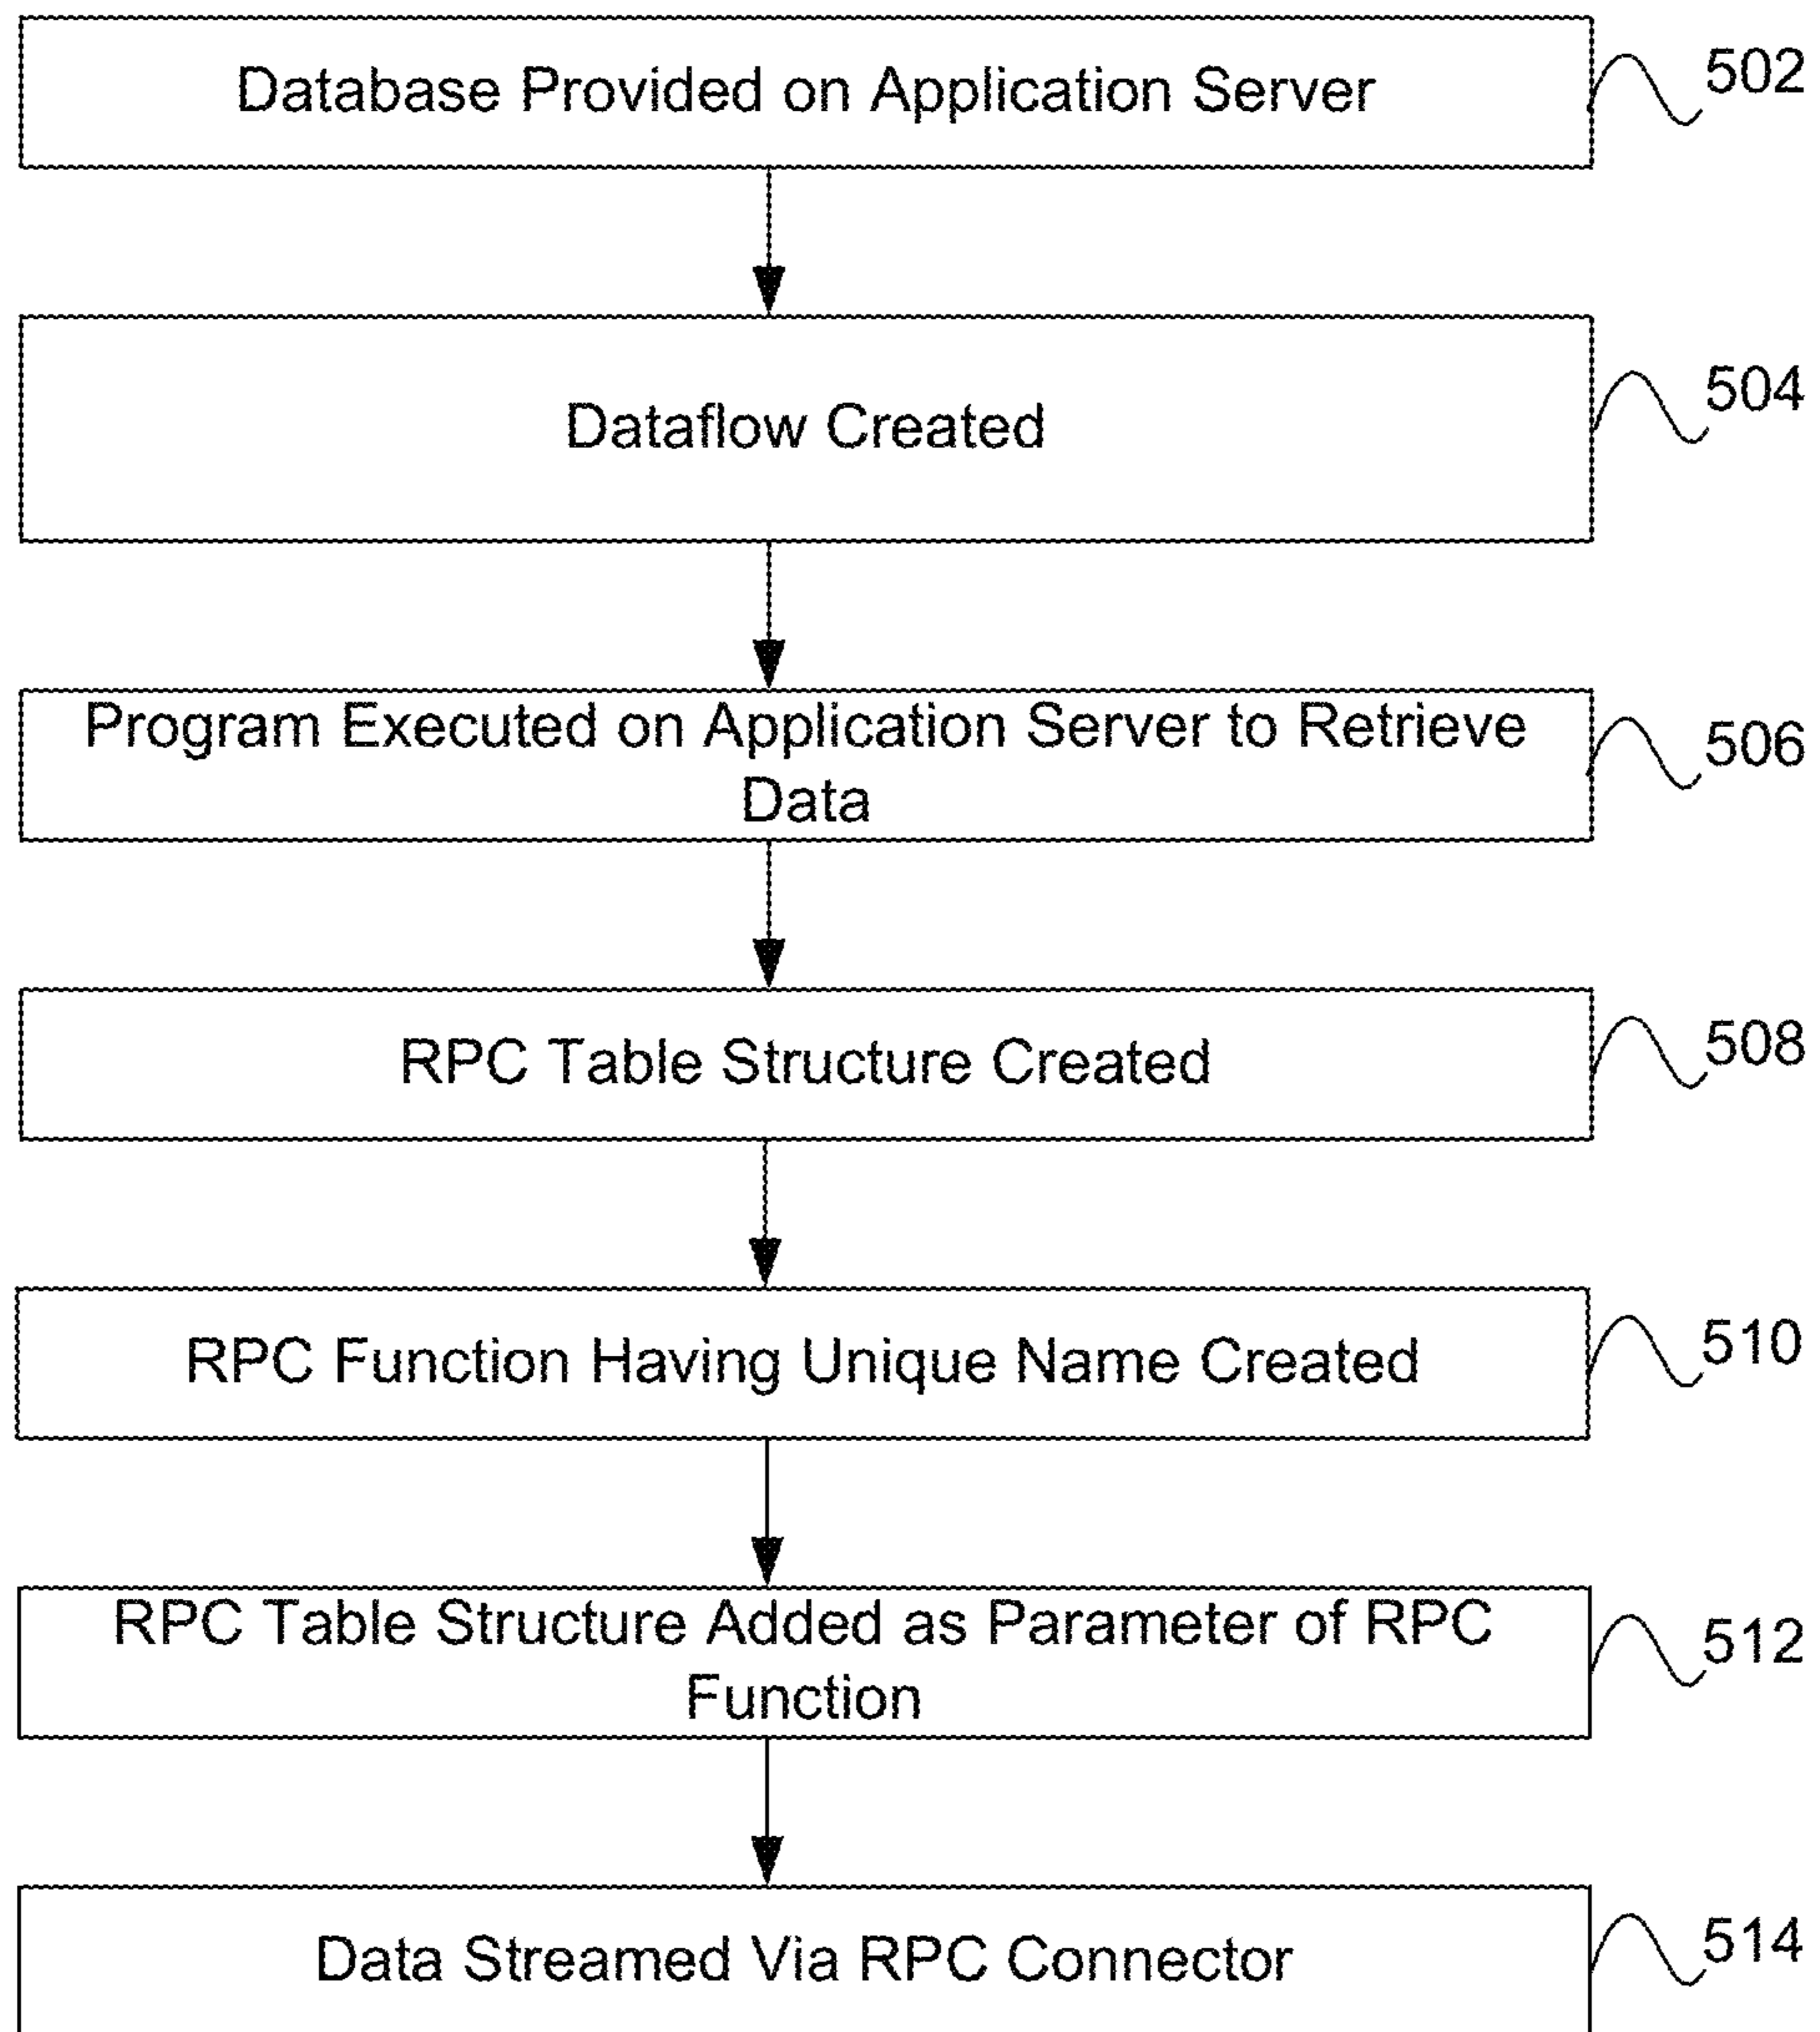 Database Provided on Application Server
502
Dataflow Created
504
Program Executed on Application Server to Retrieve
Data
506
RPC Table Structure Created
508
RPC Function Having Unique Name Created
510
RPC Table Structure Added as Parameter of RPC
Function
512
Data Streamed Via RPC Connector
514